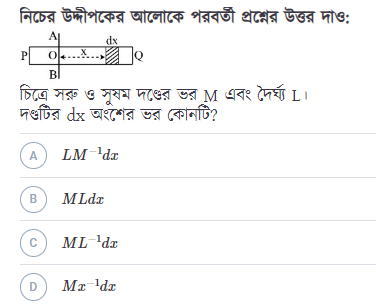 নিচের উদ্দীপকের আলোকে পরবর্তী প্রশ্নের উত্তর দাও:
A dx
P O x Q
B
চিত্রে সরু ও সুষম দণ্ডের ভর M এবং দৈর্ঘ্য L।
দণ্ডটির dx অংশের ভর কোনটি?
A LM⁻¹dx
B MLdx
C ML⁻¹dx
D Mx⁻¹dx